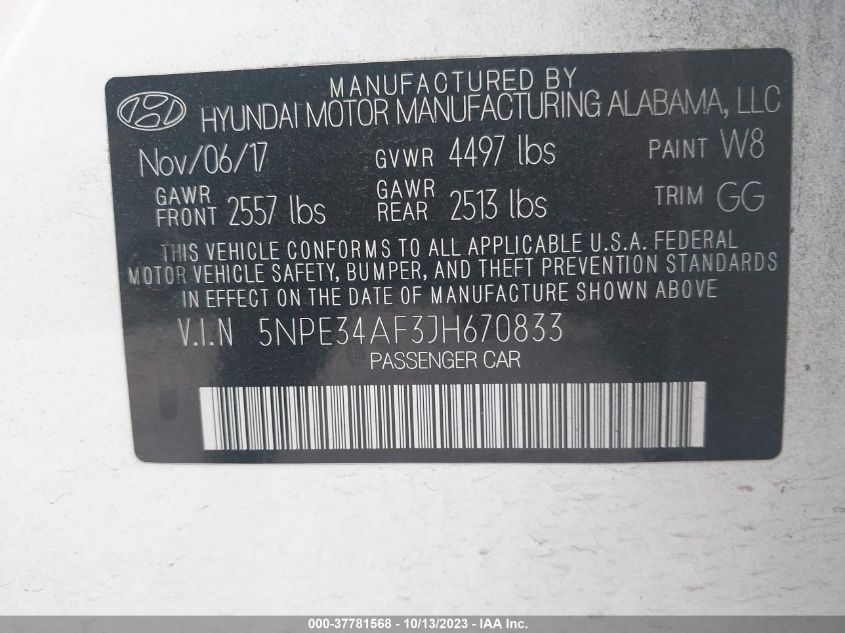 MANUFACTURED BY
HYUNDAI MOTOR MANUFACTURING ALABAMA, LLC
Nov/06/17 GVWR 4497 lbs PAINT W8
GAWR FRONT 2557 lbs GAWR REAR 2513 lbs TRIM GG
THIS VEHICLE CONFORMS TO ALL APPLICABLE U.S.A. FEDERAL
MOTOR VEHICLE SAFETY, BUMPER, AND THEFT PREVENTION STANDARDS
IN EFFECT ON THE DATE OF MANUFACTURE SHOWN ABOVE
V.I.N 5NPE34AF3JH670833
PASSENGER CAR
000-37781568 - 10/13/2023 - IAA Inc.